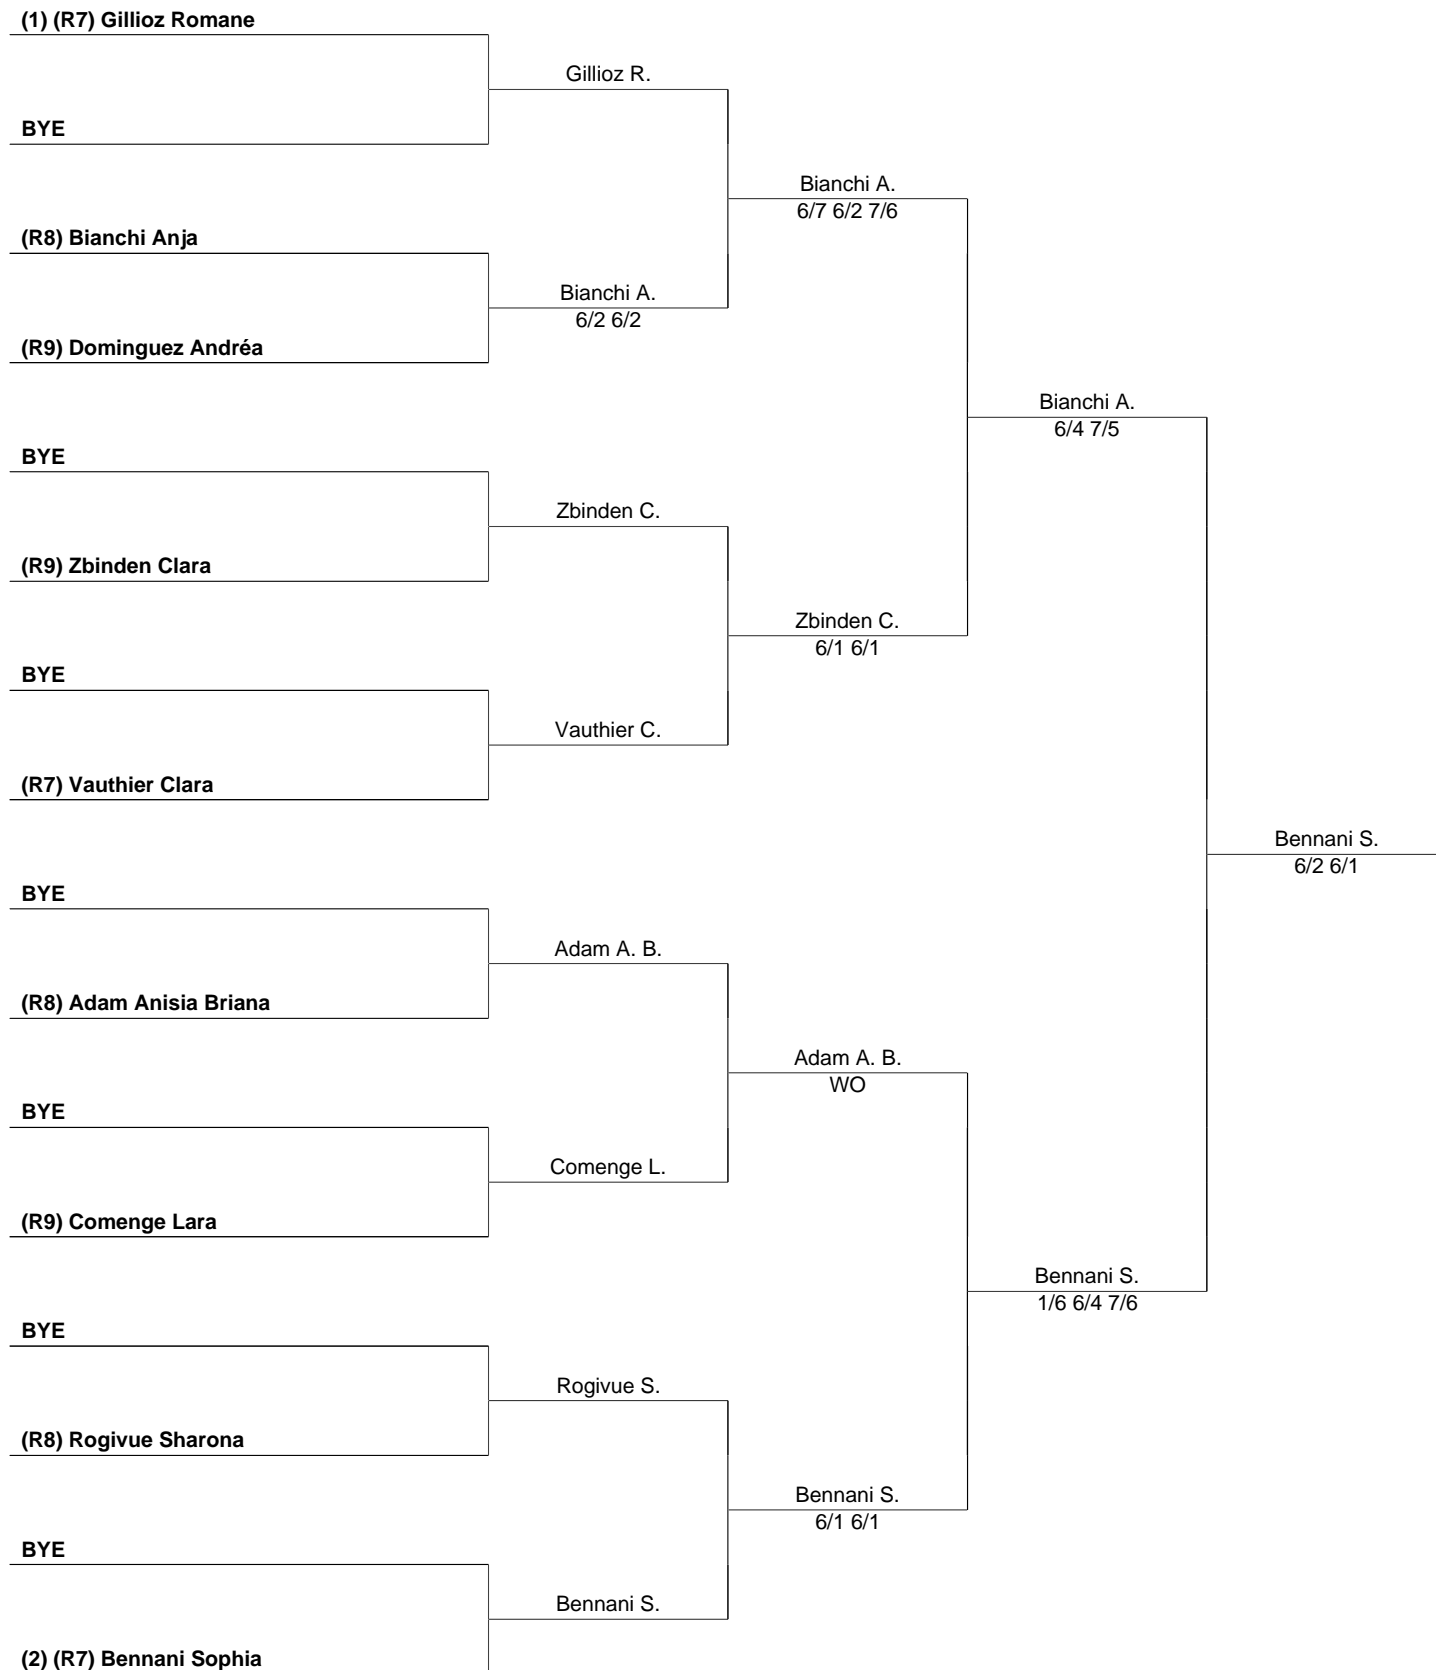 (1) (R7) Gillioz Romane
Gillioz R.
BYE
Bianchi A.
6/7 6/2 7/6
(R8) Bianchi Anja
Bianchi A.
6/2 6/2
(R9) Dominguez Andréa
Bianchi A.
6/4 7/5
BYE
Zbinden C.
(R9) Zbinden Clara
Zbinden C.
6/1 6/1
BYE
Vauthier C.
(R7) Vauthier Clara
Bennani S.
6/2 6/1
BYE
Adam A. B.
(R8) Adam Anisia Briana
Adam A. B.
WO
BYE
Comenge L.
(R9) Comenge Lara
Bennani S.
1/6 6/4 7/6
BYE
Rogivue S.
(R8) Rogivue Sharona
Bennani S.
6/1 6/1
BYE
Bennani S.
(2) (R7) Bennani Sophia